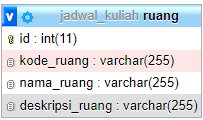 v jadwal_kuliah ruang
id : int(11)
kode_ruang : varchar(255)
nama_ruang : varchar(255)
deskripsi_ruang : varchar(255)